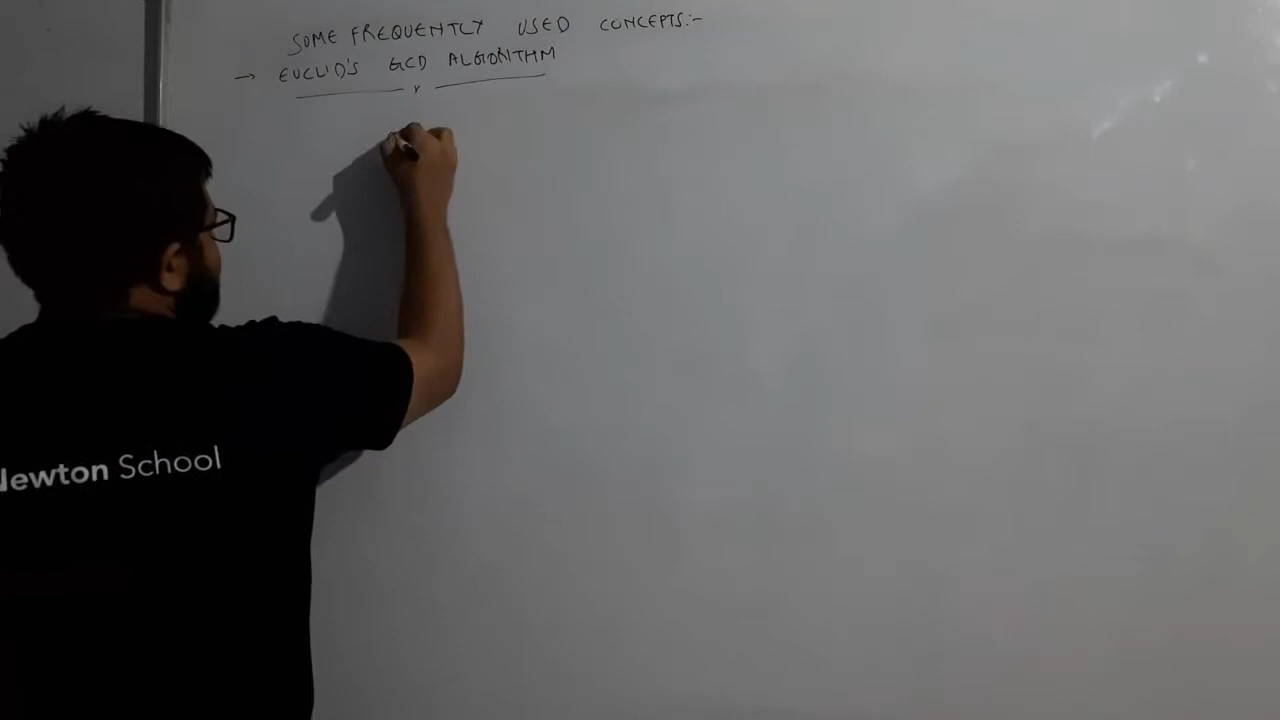 SOME FREQUENTLY USED CONCEPTS:-
→ EUCLID'S GCD ALGORITHM
Newton School